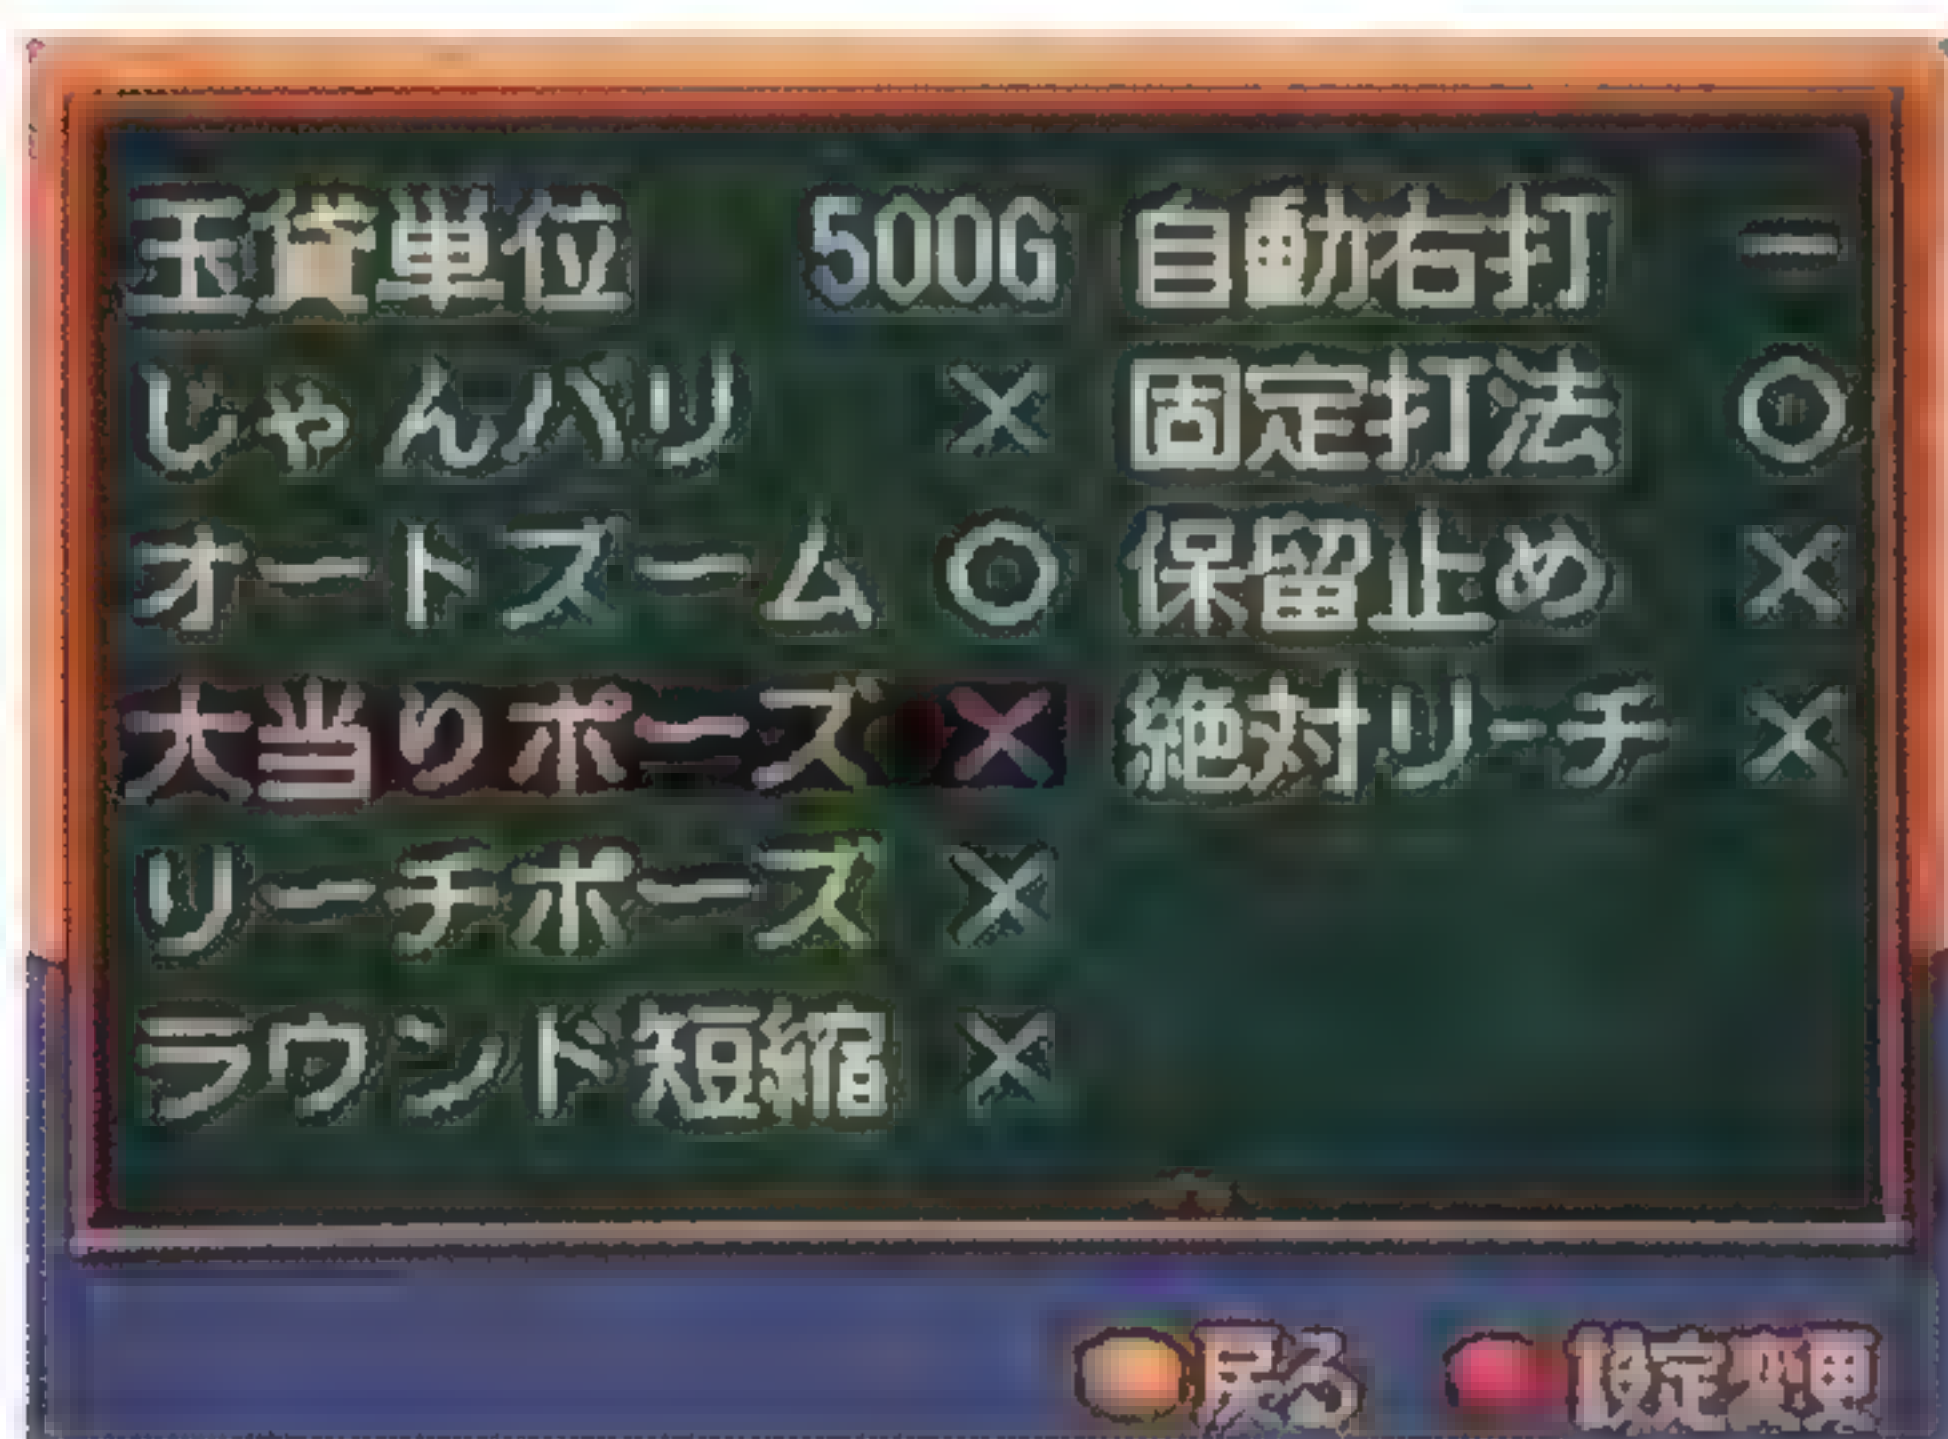 玉貸単位 500G
しゃんバリ ×
オートズーム ○
大当りポーズ ×
リーチポーズ ×
ラウンド短縮 ×
自動右打 ー
固定打法 ○
保留止め ×
絶対リーチ ×
戻る 設定変更